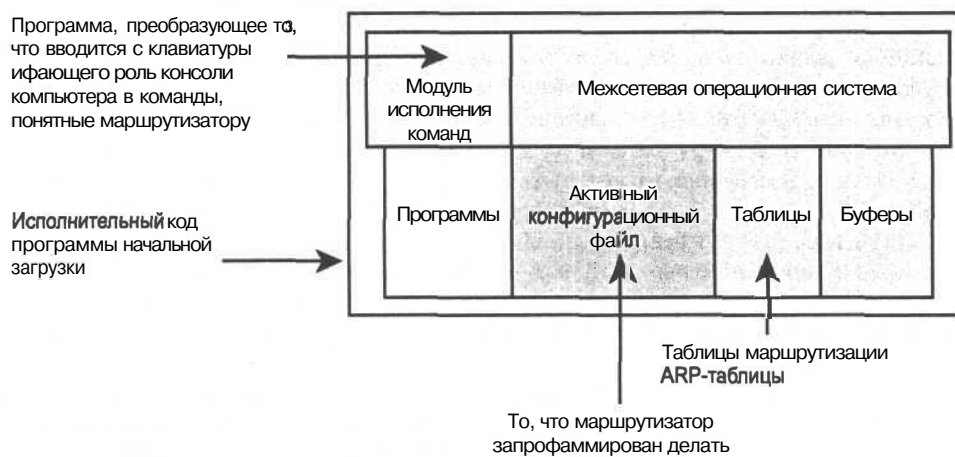 Программа, преобразующее то,
что вводится с клавиатуры
ифающего роль консоли
компьютера в команды,
понятные маршрутизатору
Модуль
исполнения
команд
Межсетевая операционная система
Исполнительный код
программы начальной
загрузки
Программы
Активный
конфигурационный
файл
Таблицы
Буферы
Таблицы маршрутизации
ARP-таблицы
То, что маршрутизатор
запрофаммирован делать